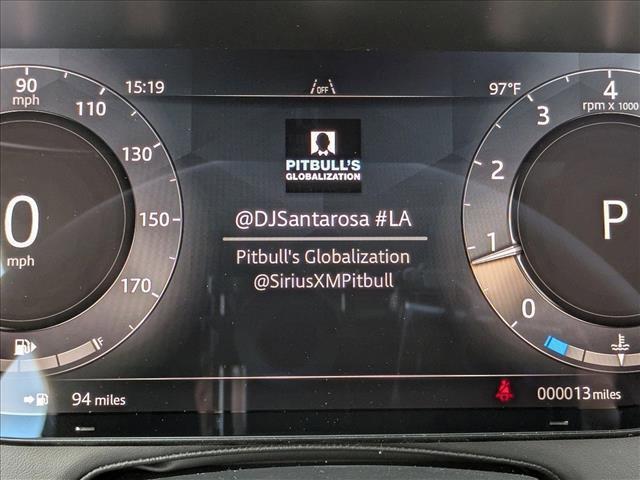 90
mph
110
130
150
170
0
mph
F
15:19
OFF
97°F
PITBULL'S
GLOBALIZATION
@DJSantarosa #LA
Pitbull's Globalization
@SiriusXMPitbull
4
rpm x 1000
3
2
1
0
P
94 miles
000013 miles